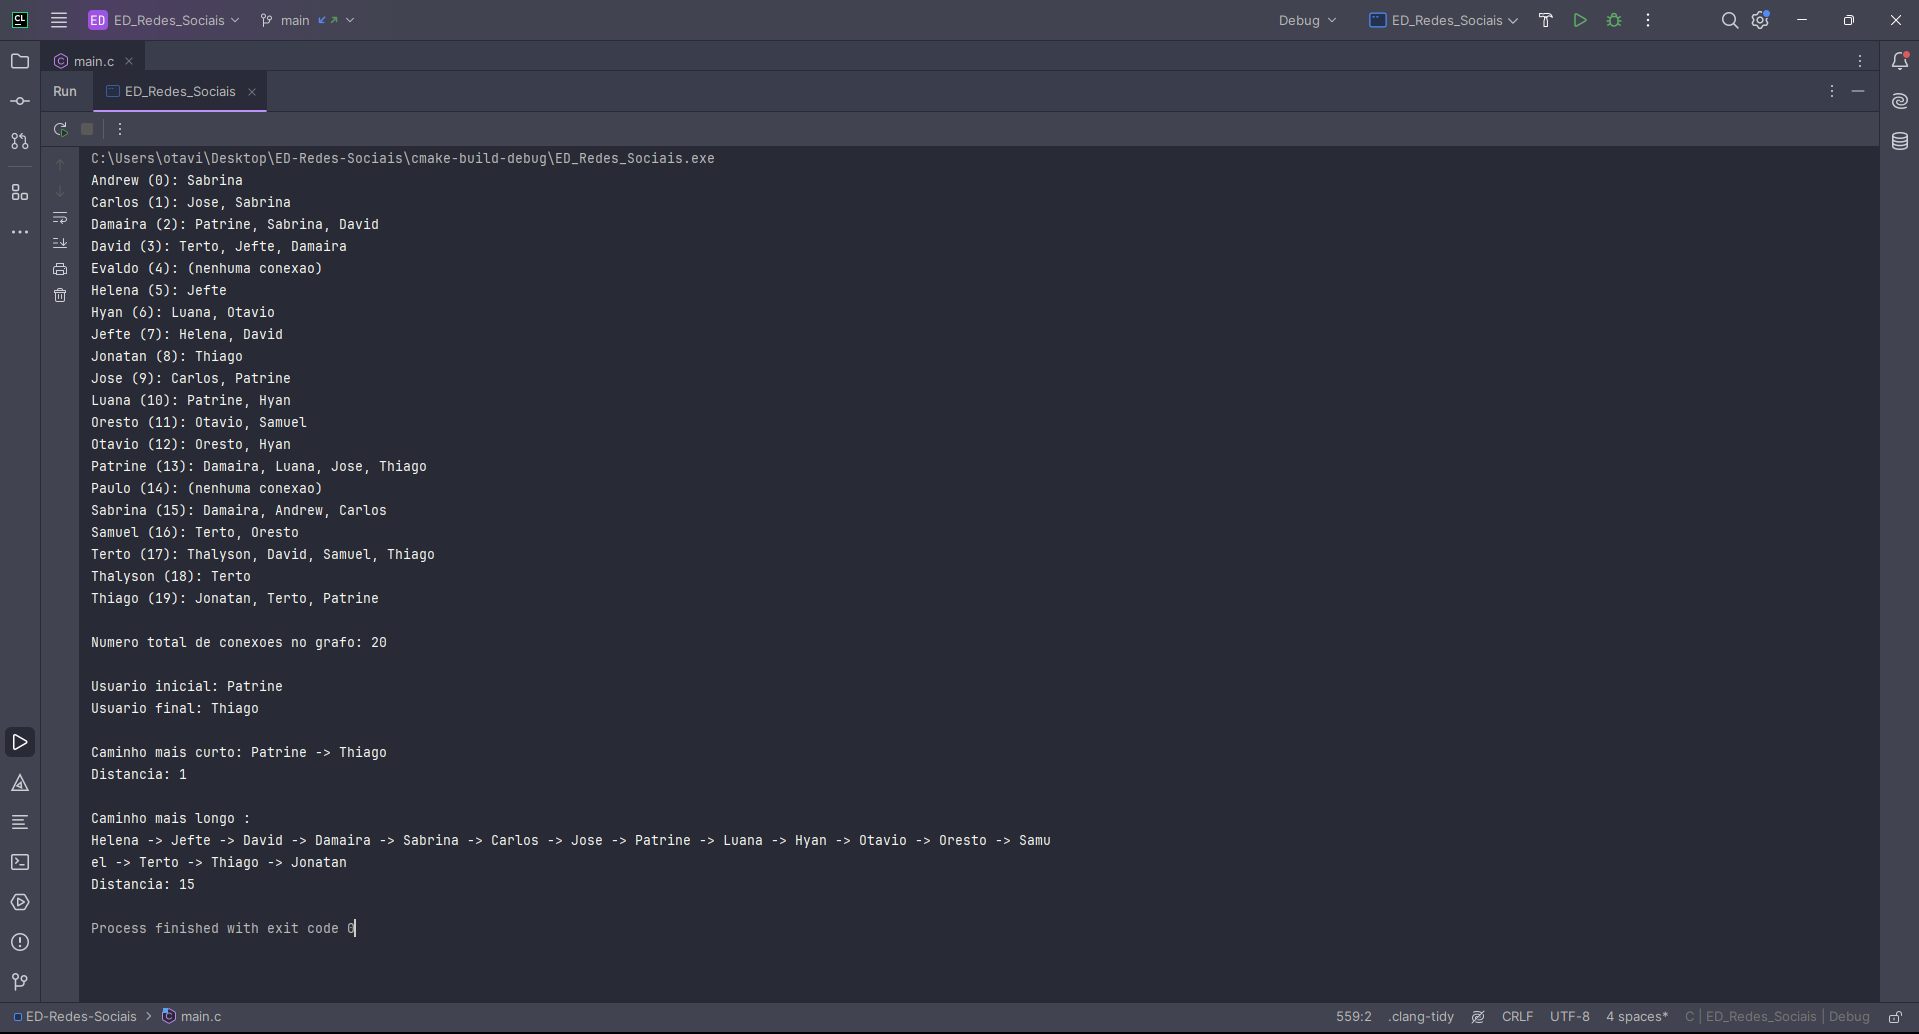 CL
ED ED_Redes_Sociais main Debug ED_Redes_Sociais
main.c
Run ED_Redes_Sociais
C:\Users\otavi\Desktop\ED-Redes-Sociais\cmake-build-debug\ED_Redes_Sociais.exe
Andrew (0): Sabrina
Carlos (1): Jose, Sabrina
Damaira (2): Patrine, Sabrina, David
David (3): Terto, Jefte, Damaira
Evaldo (4): (nenhuma conexao)
Helena (5): Jefte
Hyan (6): Luana, Otavio
Jefte (7): Helena, David
Jonatan (8): Thiago
Jose (9): Carlos, Patrine
Luana (10): Patrine, Hyan
Oresto (11): Otavio, Samuel
Otavio (12): Oresto, Hyan
Patrine (13): Damaira, Luana, Jose, Thiago
Paulo (14): (nenhuma conexao)
Sabrina (15): Damaira, Andrew, Carlos
Samuel (16): Terto, Oresto
Terto (17): Thalyson, David, Samuel, Thiago
Thalyson (18): Terto
Thiago (19): Jonatan, Terto, Patrine
Numero total de conexoes no grafo: 20
Usuario inicial: Patrine
Usuario final: Thiago
Caminho mais curto: Patrine -> Thiago
Distancia: 1
Caminho mais longo :
Helena -> Jefte -> David -> Damaira -> Sabrina -> Carlos -> Jose -> Patrine -> Luana -> Hyan -> Otavio -> Oresto -> Samu
el -> Terto -> Thiago -> Jonatan
Distancia: 15
Process finished with exit code 0
ED-Redes-Sociais > main.c 559:2 .clang-tidy CRLF UTF-8 4 spaces* C | ED_Redes_Sociais | Debug